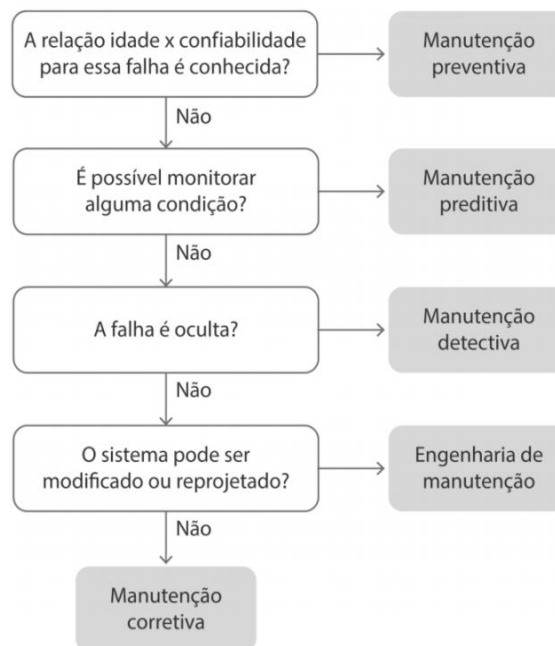 A relação idade x confiabilidade
para essa falha é conhecida?
Manutenção
preventiva
Não
É possível monitorar
alguma condição?
Manutenção
preditiva
Não
A falha é oculta?
Manutenção
detectiva
Não
O sistema pode ser
modificado ou reprojetado?
Engenharia de
manutenção
Não
Manutenção
corretiva